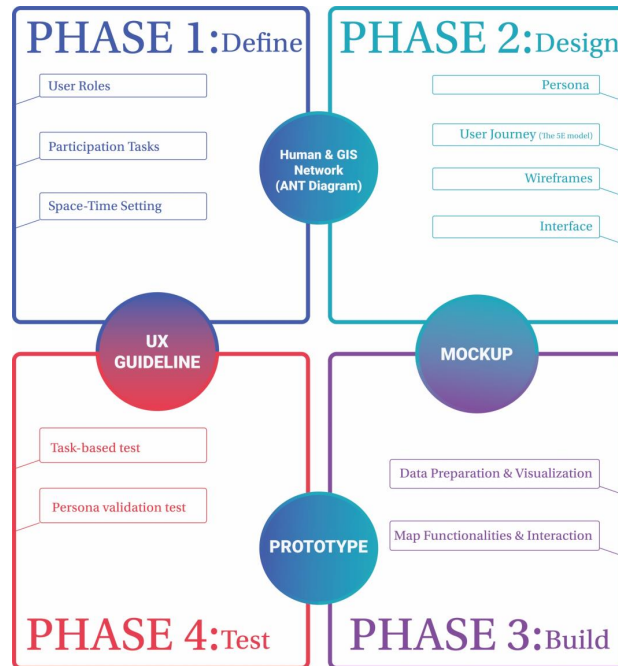 PHASE 1:Define
User Roles
Participation Tasks
Space-Time Setting
Human & GIS
Network
(ANT Diagram)
PHASE 2:Design
Persona
User Journey (The 5E model)
Wireframes
Interface
UX
GUIDELINE
MOCKUP
Task-based test
Persona validation test
PHASE 4:Test
PROTOTYPE
Data Preparation & Visualization
Map Functionalities & Interaction
PHASE 3:Build